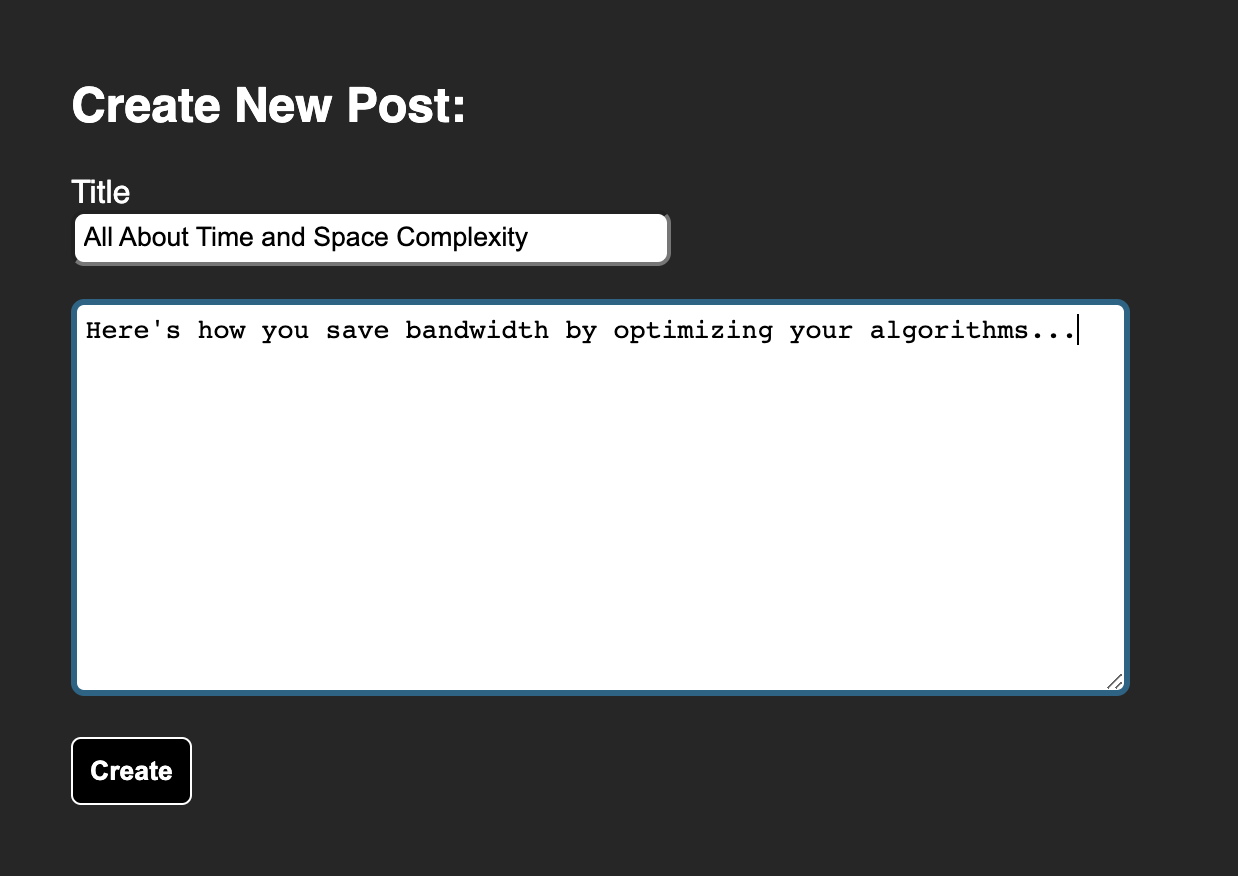 Create New Post:
Title
All About Time and Space Complexity
Here's how you save bandwidth by optimizing your algorithms...
Create